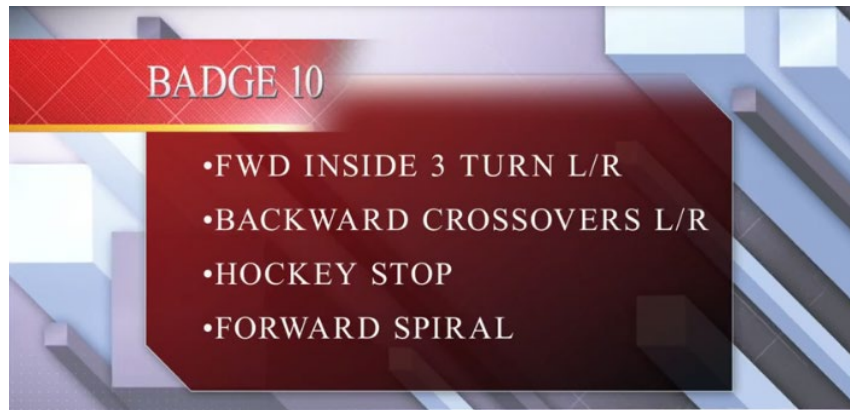 BADGE 10
•FWD INSIDE 3 TURN L/R
•BACKWARD CROSSOVERS L/R
•HOCKEY STOP
•FORWARD SPIRAL